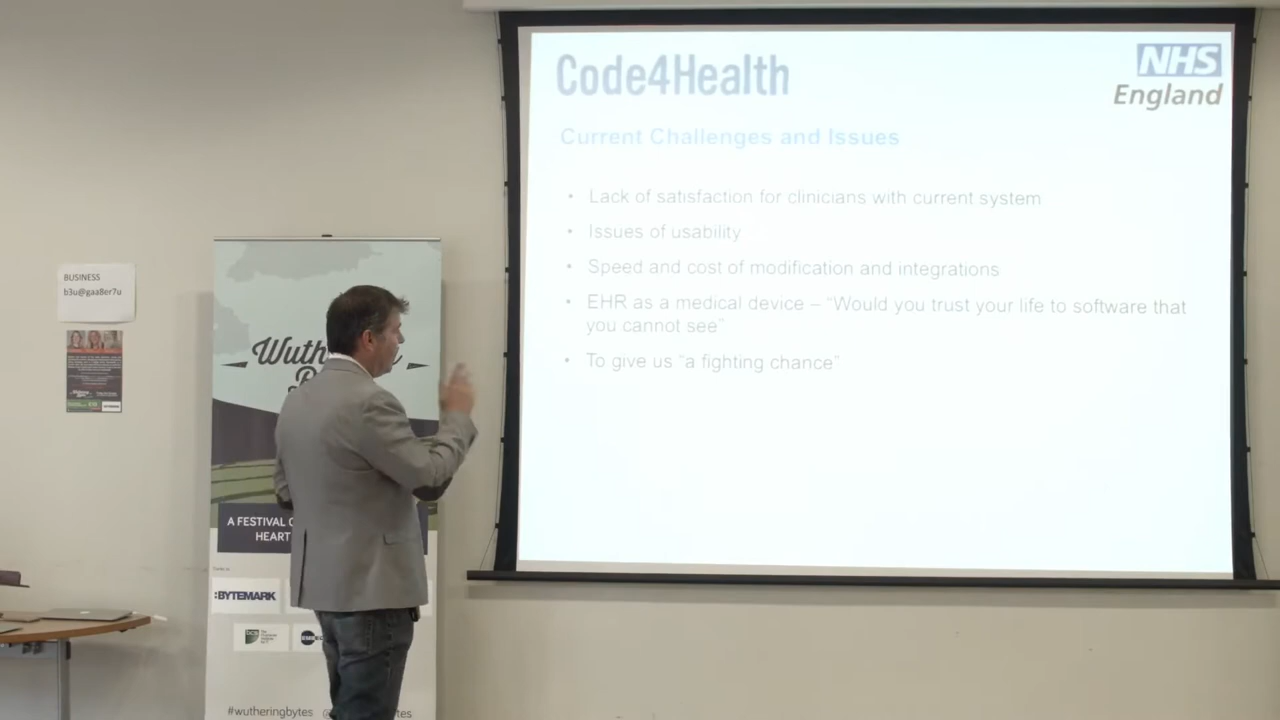 Code4Health
NHS
England
Current Challenges and Issues
• Lack of satisfaction for clinicians with current system
• Issues of usability
• Speed and cost of modification and integrations
• EHR as a medical device – “Would you trust your life to software that
you cannot see”
• To give us “a fighting chance”
BUSINESS
b3u@gaa8er7u
Wuth
B
A FESTIVAL
HEART
:BYTEMARK
bcs
#wutheringbytes